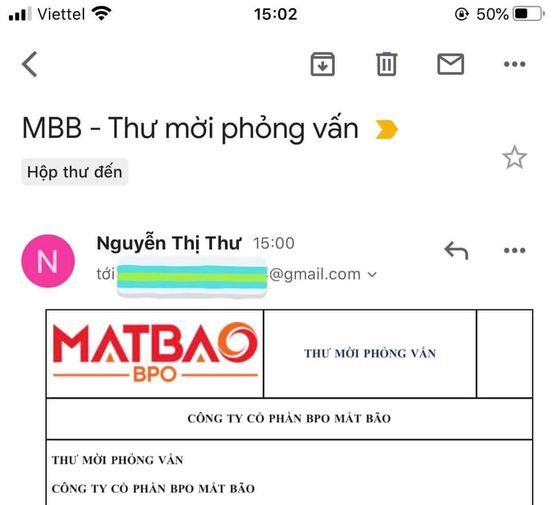 Viettel 15:02 50%
MBB - Thư mời phỏng vấn
Hộp thư đến
N Nguyễn Thị Thư 15:00
tới @gmail.com
MATBAO
BPO
THƯ MỜI PHỎNG VẤN
CÔNG TY CỔ PHẦN BPO MẮT BÃO
THƯ MỜI PHỎNG VẤN
CÔNG TY CỔ PHẦN BPO MẮT BÃO